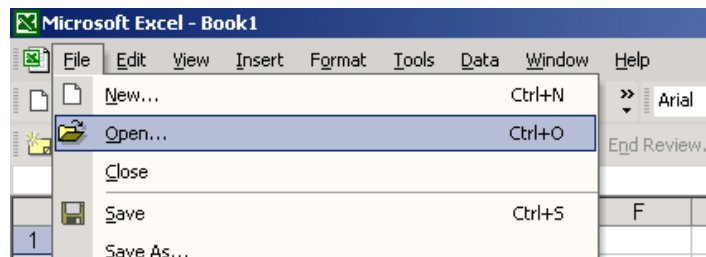 Microsoft Excel - Book1
File Edit View Insert Format Tools Data Window Help
New... Ctrl+N » Arial
Open... Ctrl+O End Review.
Close
Save Ctrl+S F
1 Save As...